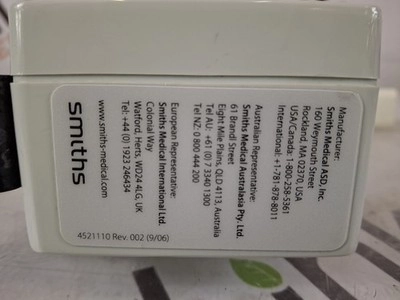 Manufacturer:
Smiths Medical ASD, Inc.
160 Weymouth Street
Rockland, MA 02370, USA
USA/Canada: 1-800-258-5361
International: +1-781-878-8011
Australian Representative:
Smiths Medical Australasia Pty. Ltd.
61 Brandl Street
Eight Mile Plains, QLD 4113, Australia
Tel AU: +61 (0) 7 3340 1300
Tel NZ: 0 800 444 200
European Representative:
Smiths Medical International Ltd.
Colonial Way
Watford, Herts, WD24 4LG, UK
Tel: +44 (0) 1923 246434
www.smiths-medical.com
smiths
4521110 Rev. 002 (9/06)